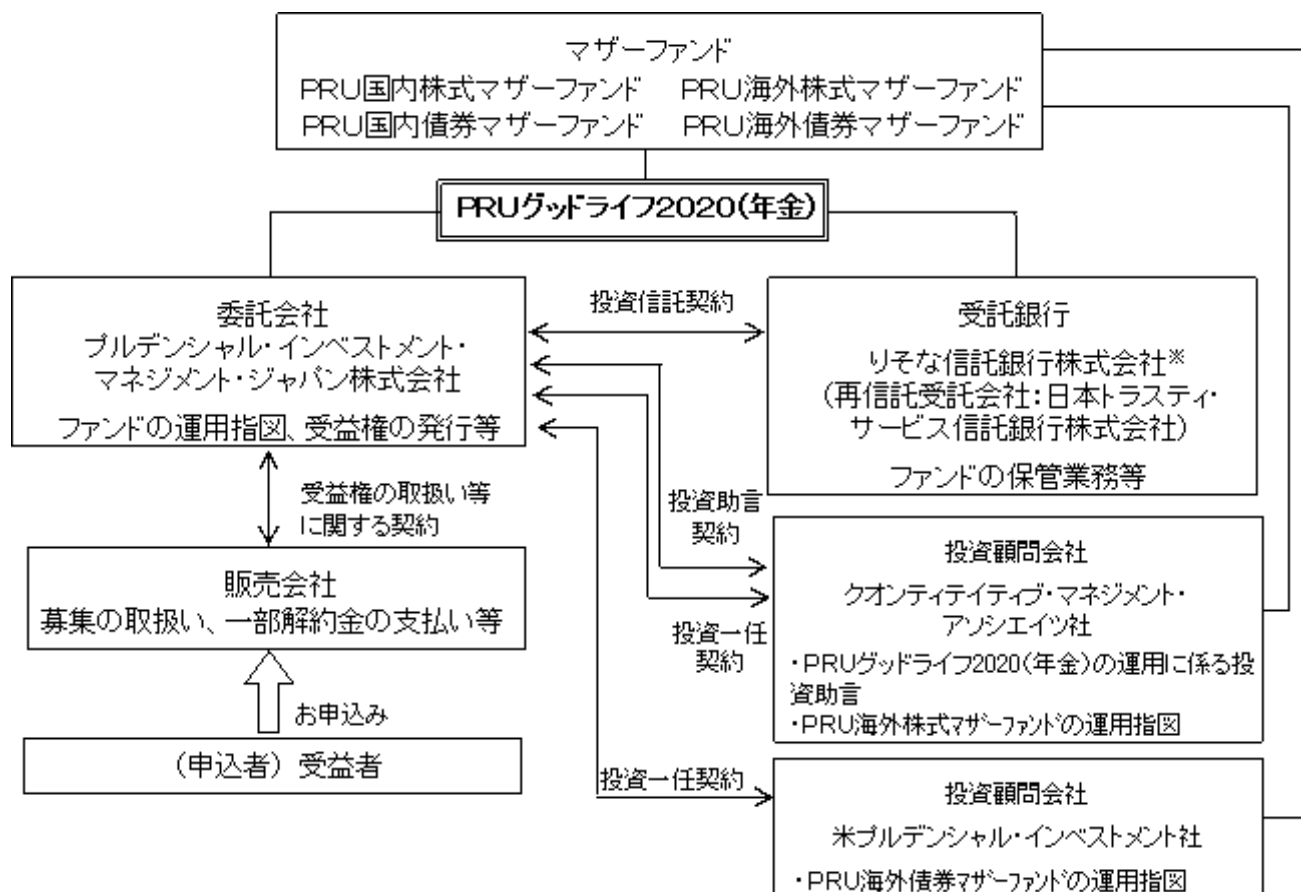 マザーファンド
PRU国内株式マザーファンド　PRU海外株式マザーファンド
PRU国内債券マザーファンド　PRU海外債券マザーファンド
PRUグッドライフ2020(年金)
委託会社
プルデンシャル・インベストメント・
マネジメント・ジャパン株式会社
ファンドの運用指図、受益権の発行等
投資信託契約
受託銀行
りそな信託銀行株式会社※
(再信託受託会社:日本トラスティ・
サービス信託銀行株式会社)
ファンドの保管業務等
受益権の取扱い等
に関する契約
投資助言
契約
販売会社
募集の取扱い、一部解約金の支払い等
投資一任
契約
投資顧問会社
クオンティテイティブ・マネジメント・
アソシエイツ社
・PRUグッドライフ2020(年金)の運用に係る投
資助言
・PRU海外株式マザーファンドの運用指図
お申込み
(申込者) 受益者
投資一任契約
投資顧問会社
米プルデンシャル・インベストメント社
・PRU海外債券マザーファンドの運用指図